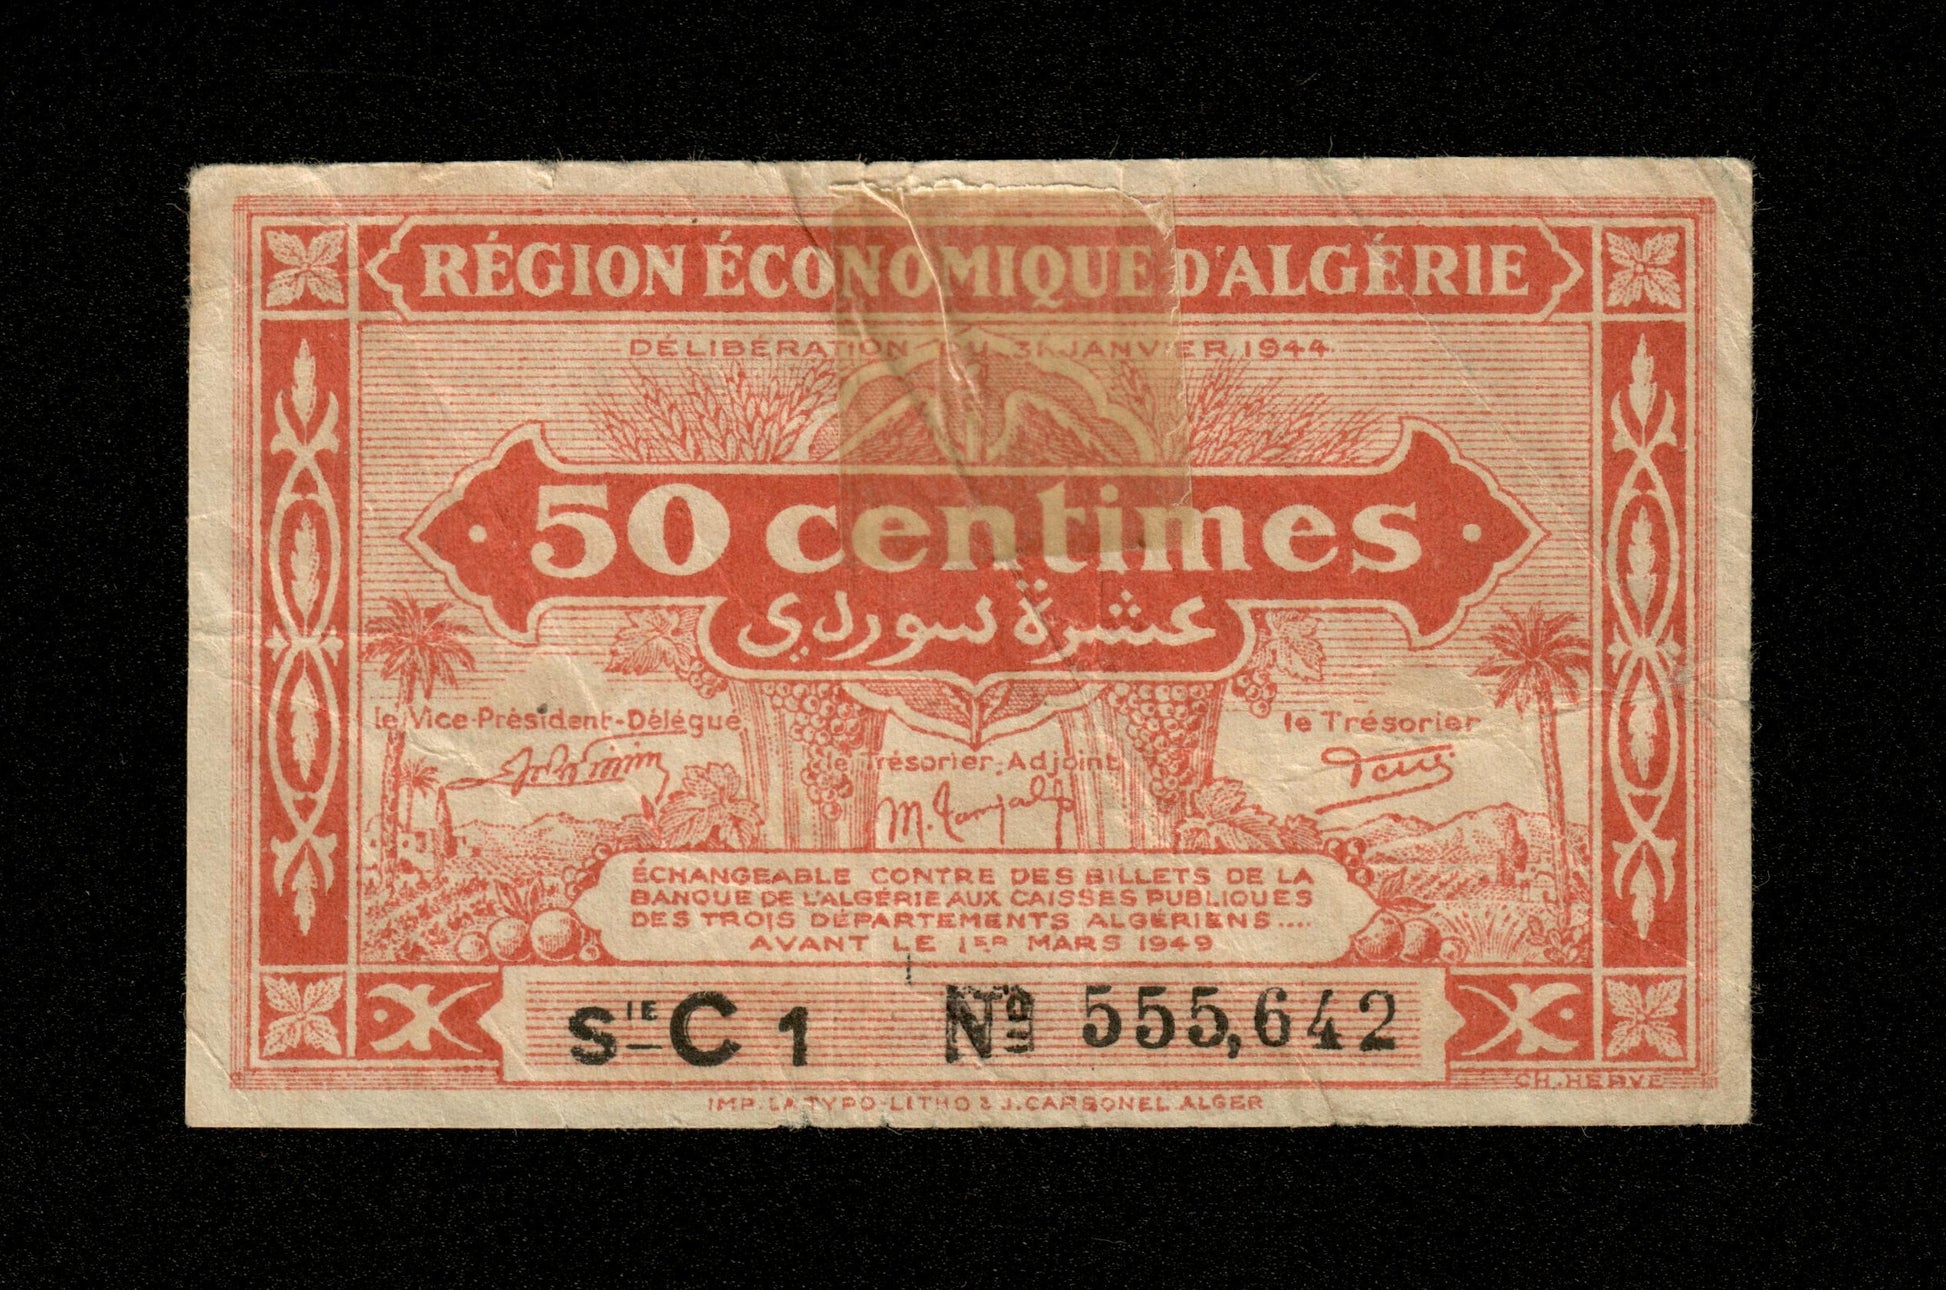 RÉGION ÉCONOMIQUE D'ALGÉRIE
DÉLIBÉRATION DU 31 JANVIER 1944
50 centimes
عشرة سوردي
le Vice-Président-Délégué
le Trésorier
le Trésorier-Adjoint
ÉCHANGEABLE CONTRE DES BILLETS DE LA
BANQUE DE L'ALGÉRIE AUX CAISSES PUBLIQUES
DES TROIS DÉPARTEMENTS ALGÉRIENS....
AVANT LE 1ER MARS 1949
SIE C 1 No 555,642
CH. HERVE
IMP. LA TYPO-LITHO & J. CARBONEL ALGER